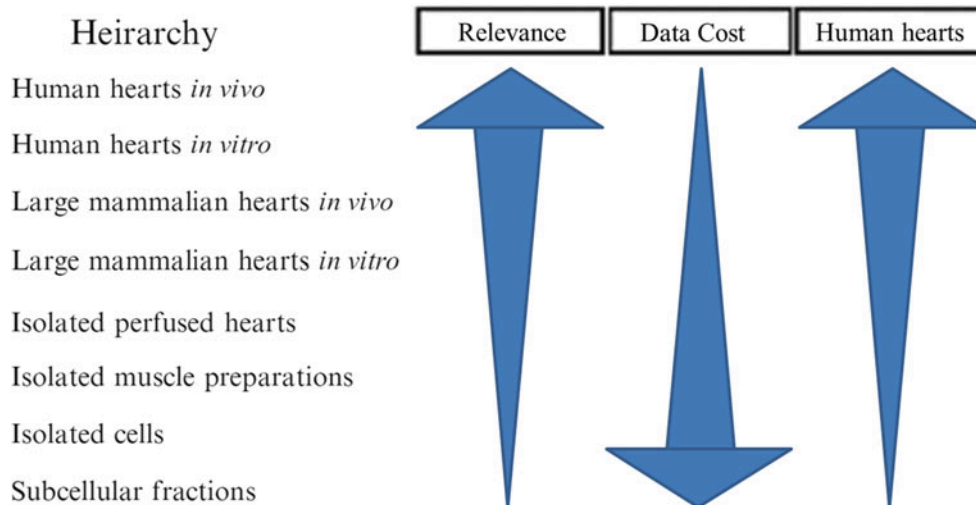 Heirarchy
Relevance
Data Cost
Human hearts
Human hearts in vivo
Human hearts in vitro
Large mammalian hearts in vivo
Large mammalian hearts in vitro
Isolated perfused hearts
Isolated muscle preparations
Isolated cells
Subcellular fractions